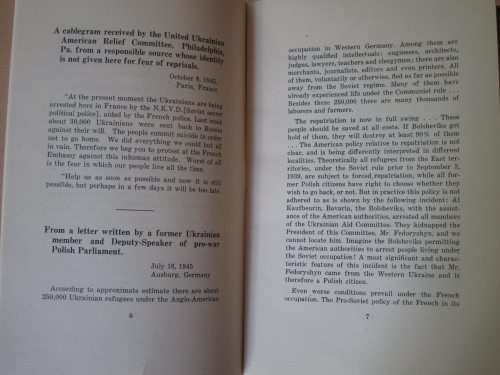 A cablegram received by the United Ukrainian
American Relief Committee, Philadelphia,
Pa. from a responsible source whose identity
is not given here for fear of reprisals.
October 8, 1945,
Paris, France
"At the present moment the Ukrainians are being
arrested here in France by the N.K.V.D. [Soviet secret
political police], aided by the French police. Last week
about 30,000 Ukrainians were sent back to Russia
against their will. The people commit suicide in order
not to go home. We did everything we could but all
in vain. Therefore we beg you to protest at the French
Embassy against this inhuman attitude. Worst of all
is the fear in which our people live all the time.
"Help us as soon as possible and now it is still
possible, but perhaps in a few days it will be too late.
From a letter written by a former Ukrainian
member and Deputy-Speaker of pre-war
Polish Parliament.
July 16, 1945
Ausburg, Germany
According to approximate estimate there are about
250,000 Ukrainian refugees under the Anglo-American
6
occupation in Western Germany. Among them are
highly qualified intellectuals; engineers, architects,
judges, lawyers, teachers and clergymen; there are also
merchants, journalists, editors and even printers. All
of them, voluntarily or otherwise, fled as far as possible
away from the Soviet regime. Many of them have
already experienced life under the Communist rule . . .
Besides these 250,000 there are many thousands of
laborers and farmers.
The repatriation is now in full swing . . . These
people should be saved at all costs. If Bolsheviks get
hold of them, they will destroy at least 90% of them
. . . The American policy relative to repatriation is not
clear, and is being differently interpreted in different
localities. Theoretically all refugees from the East ter-
ritories, under the Soviet rule prior to September 3,
1939, are subject to forced repatriation, while all for-
mer Polish citizens have right to choose whether they
wish to go back, or not. But in practice this policy is not
adhered to as is shown by the following incident: At
Kaufbeurin, Bavaria, the Bolsheviks, with the assist-
ance of the American authorities, arrested all members
of the Ukrainian Aid Committee. They kidnapped the
President of this Committee, Mr. Fedoryshyn, and we
cannot locate him. Imagine the Bolsheviks permitting
the American authorities to arrest people living under
the Soviet occupation! A most significant and character-
istic feature of this incident is the fact that Mr.
Fedoryshyn came from the Western Ukraine and is
therefore a Polish citizen.
Even worse conditions prevail under the French
occupation. The Pro-Soviet policy of the French in its
7